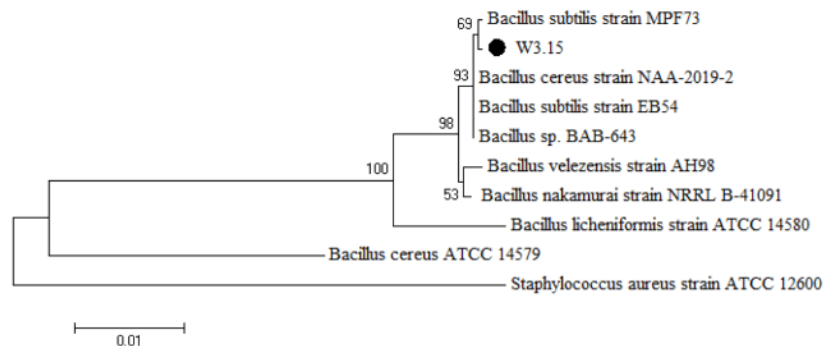 69
Bacillus subtilis strain MPF73
W3.15
93
Bacillus cereus strain NAA-2019-2
Bacillus subtilis strain EB54
98
Bacillus sp. BAB-643
100
Bacillus velezensis strain AH98
53
Bacillus nakamurai strain NRRL B-41091
Bacillus licheniformis strain ATCC 14580
Bacillus cereus ATCC 14579
Staphylococcus aureus strain ATCC 12600
0.01